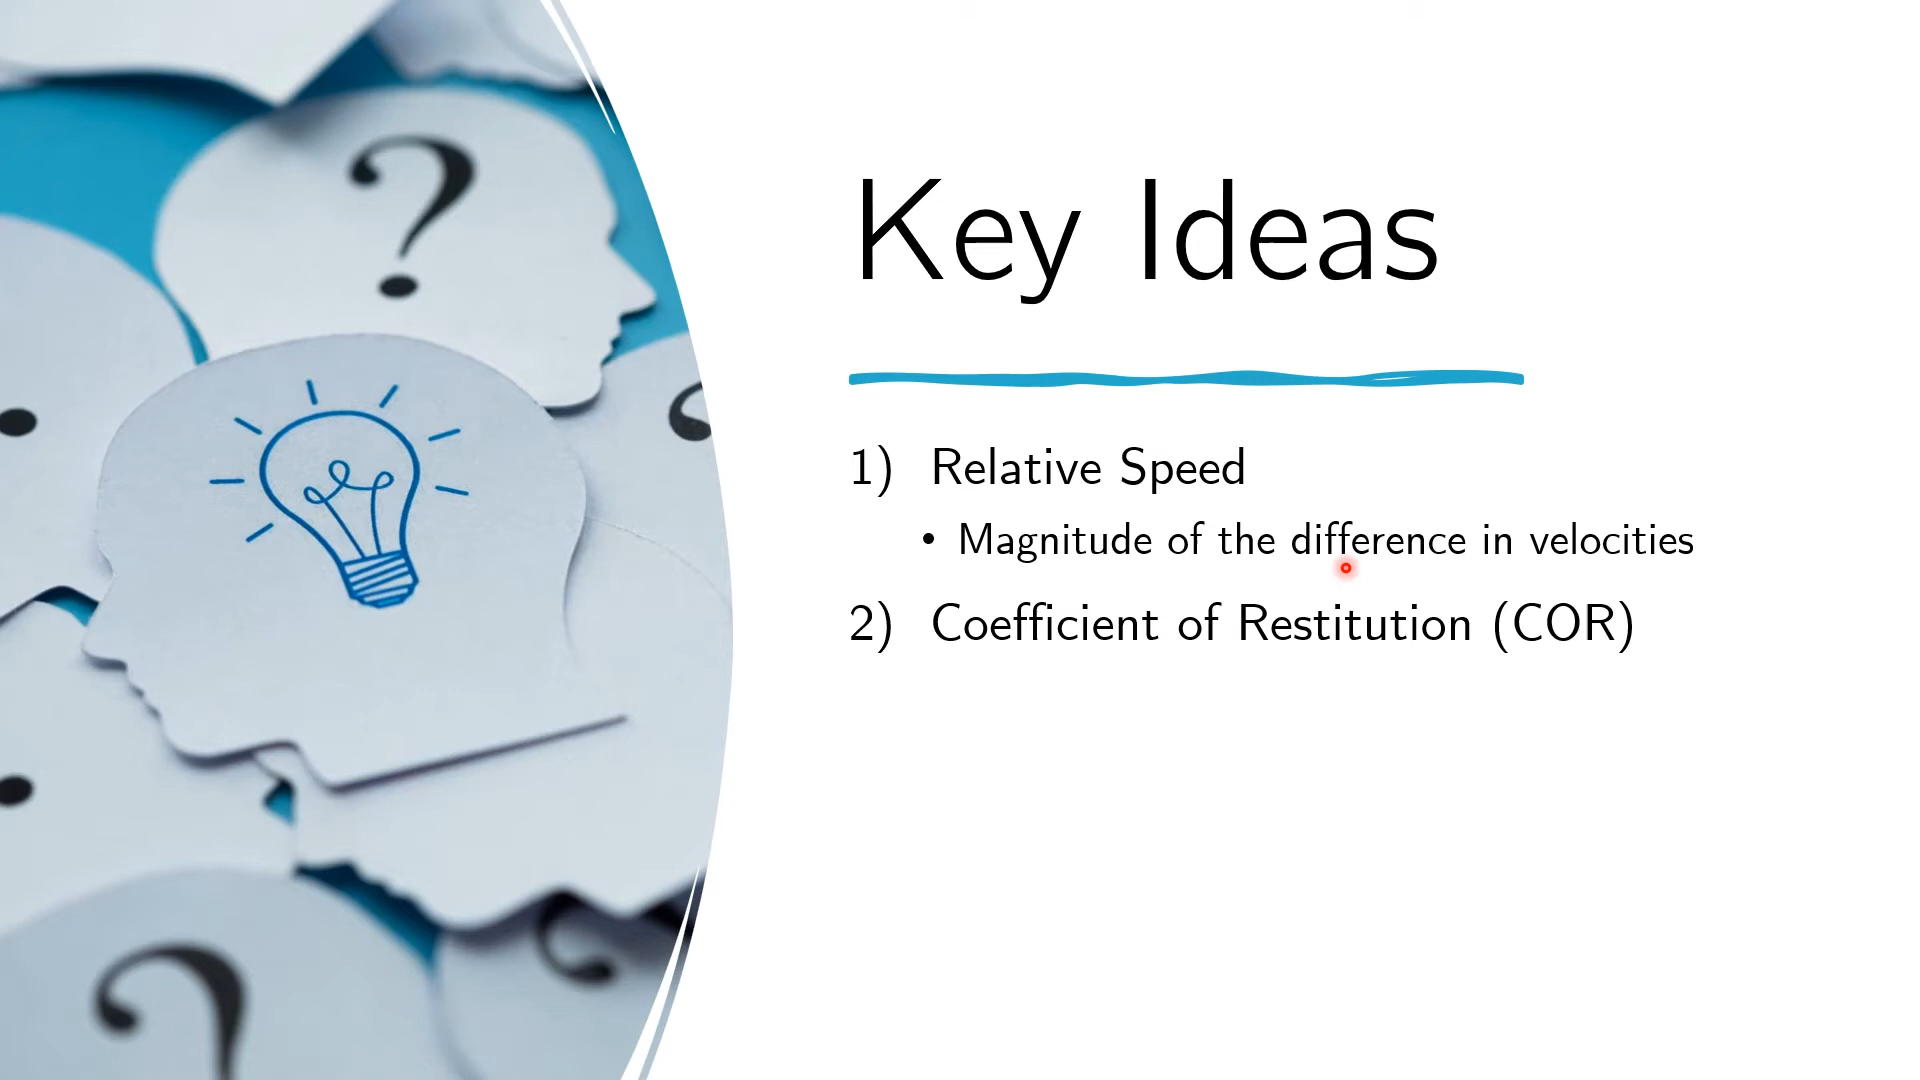 ?
Key Ideas
1) Relative Speed
• Magnitude of the difference in velocities
2) Coefficient of Restitution (COR)
?